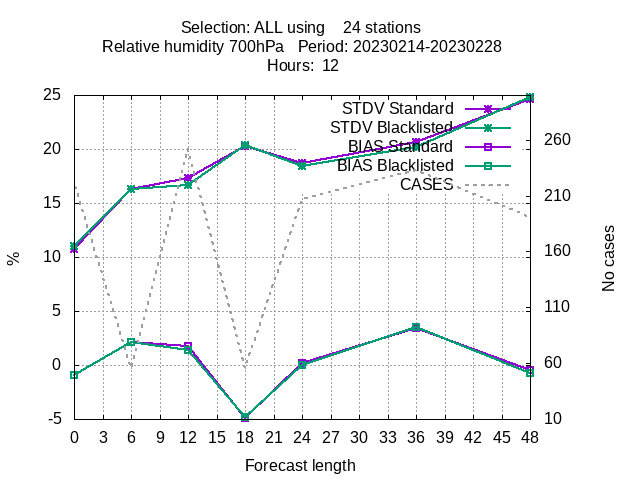 Selection: ALL using    24 stations
Relative humidity 700hPa   Period: 20230214-20230228
Hours:  12
STDV Standard
STDV Blacklisted
BIAS Standard
BIAS Blacklisted
CASES
25
20
15
10
5
0
-5
%
260
210
160
110
60
10
No cases
0 3 6 9 12 15 18 21 24 27 30 33 36 39 42 45 48
Forecast length